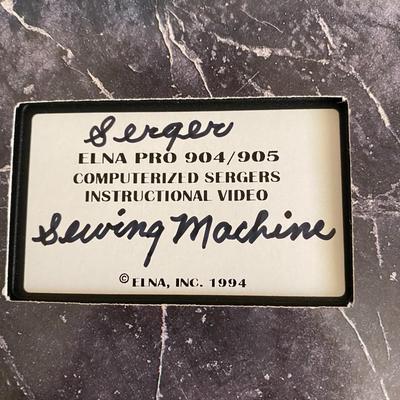 Serger
ELNA PRO 904/905
COMPUTERIZED SERGERS
INSTRUCTIONAL VIDEO
Sewing Machine
©ELNA, INC. 1994